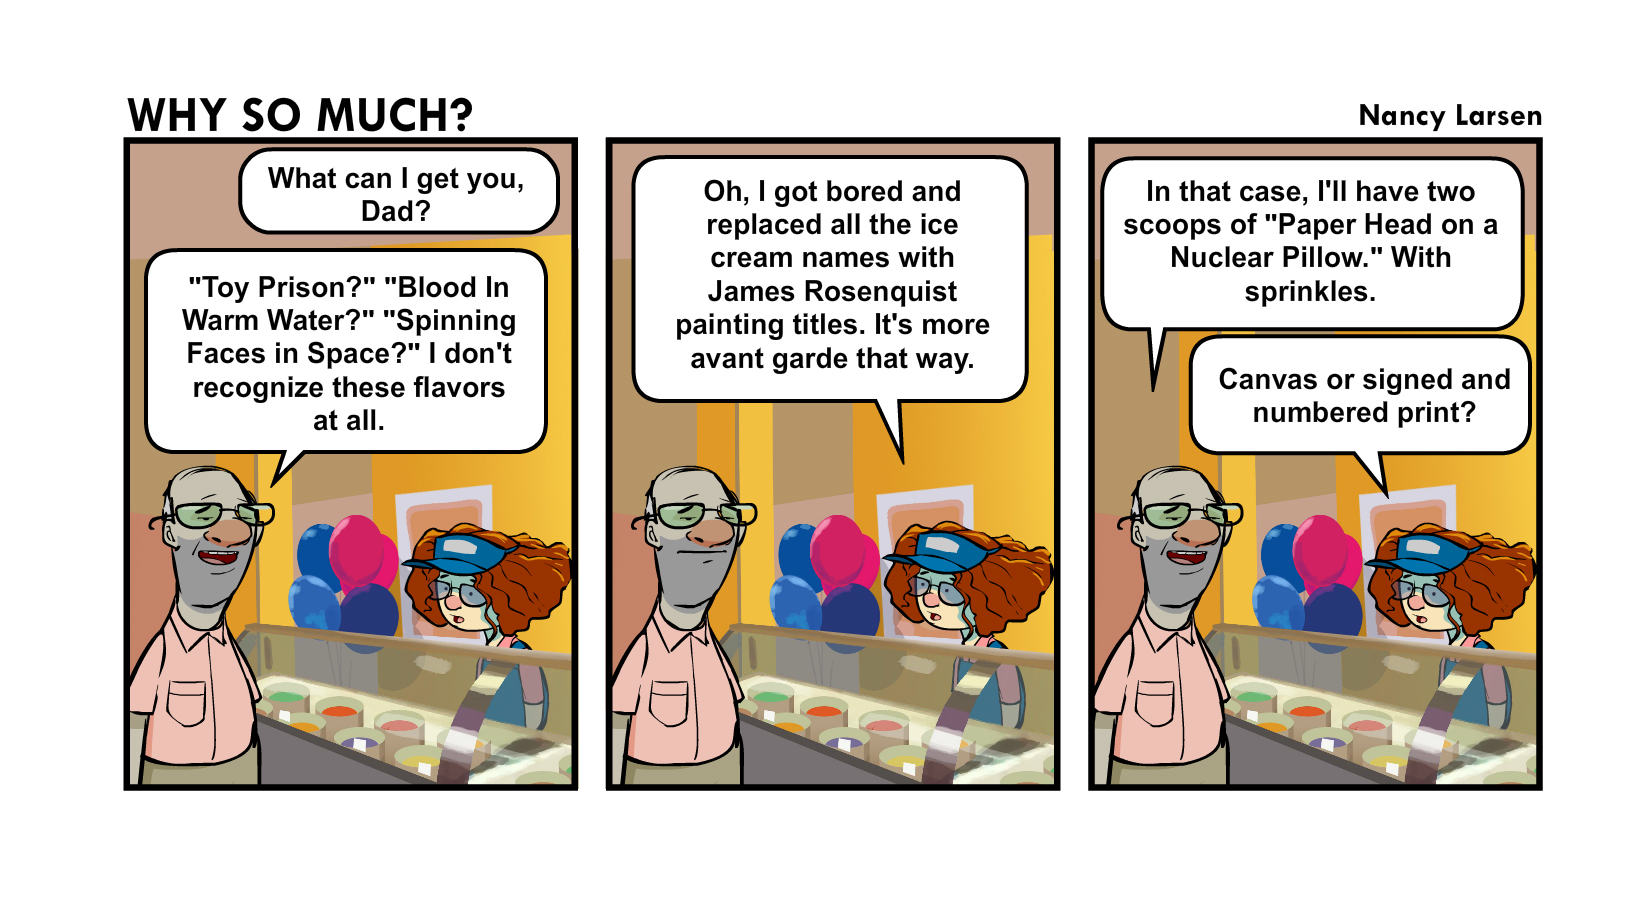 WHY SO MUCH?
Nancy Larsen
What can I get you,
Dad?
"Toy Prison?" "Blood In
Warm Water?" "Spinning
Faces in Space?" I don't
recognize these flavors
at all.
Oh, I got bored and
replaced all the ice
cream names with
James Rosenquist
painting titles. It's more
avant garde that way.
In that case, I'll have two
scoops of "Paper Head on a
Nuclear Pillow." With
sprinkles.
Canvas or signed and
numbered print?